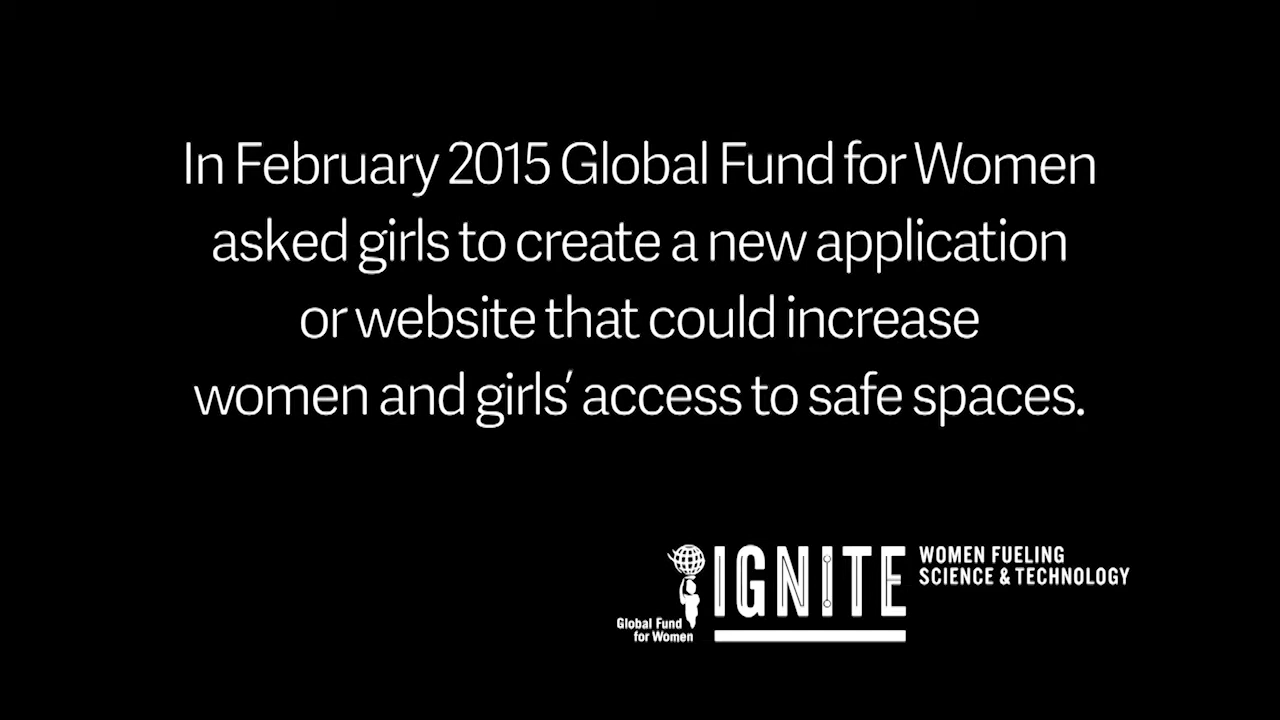 In February 2015 Global Fund for Women
asked girls to create a new application
or website that could increase
women and girls’ access to safe spaces.
Global Fund
for Women
IGNITE
WOMEN FUELING
SCIENCE & TECHNOLOGY